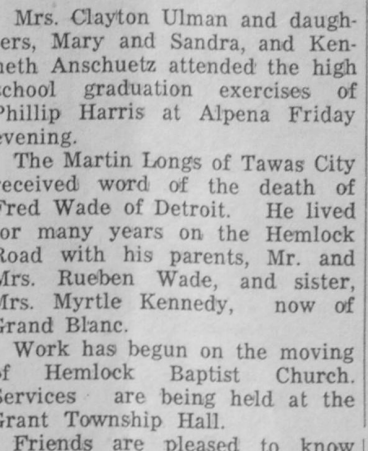 Mrs. Clayton Ulman and daugh-
ers, Mary and Sandra, and Ken-
neth Anschuetz attended the high
school graduation exercises of
Phillip Harris at Alpena Friday
evening.
The Martin Longs of Tawas City
received word of the death of
Fred Wade of Detroit. He lived
for many years on the Hemlock
Road with his parents, Mr. and
Mrs. Rueben Wade, and sister,
Mrs. Myrtle Kennedy, now of
Grand Blanc.
Work has begun on the moving
of Hemlock Baptist Church.
Services are being held at the
Grant Township Hall.
Friends are pleased to know